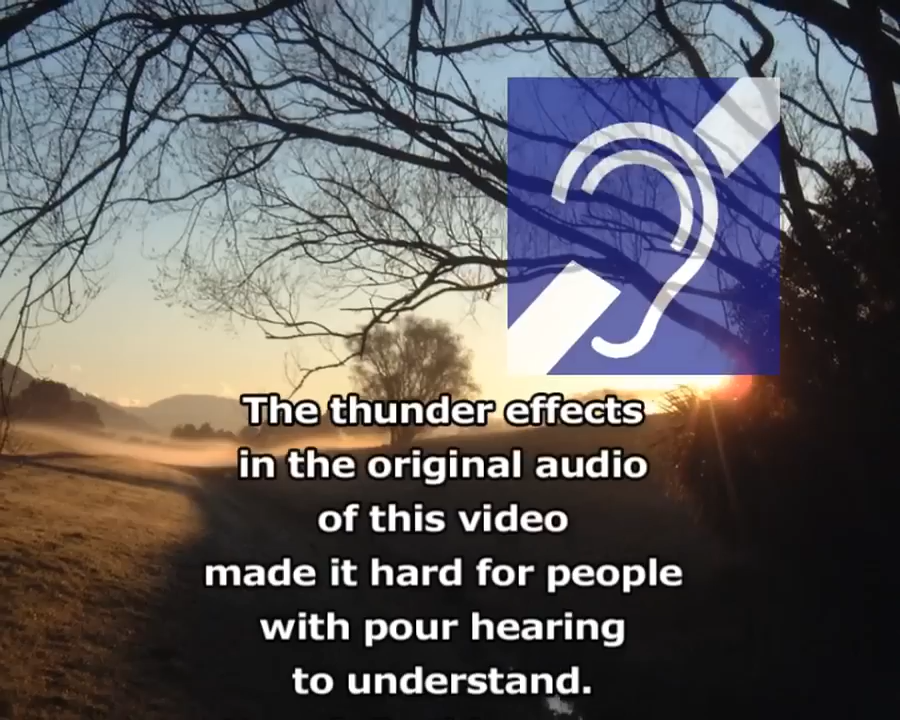 The thunder effects
in the original audio
of this video
made it hard for people
with pour hearing
to understand.